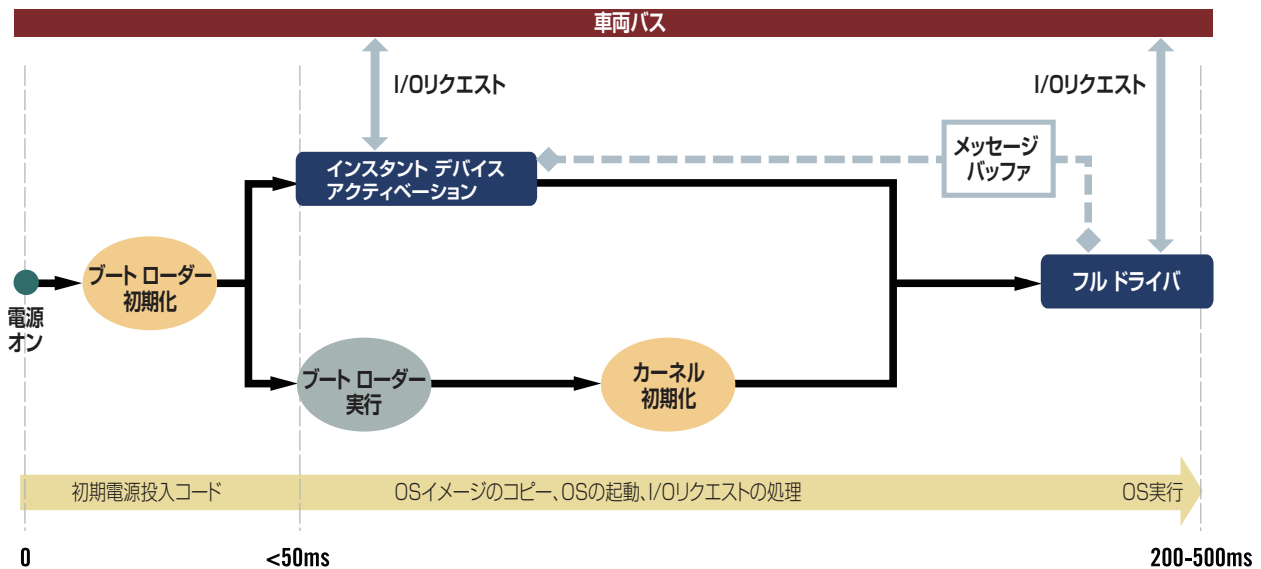 車両バス
I/Oリクエスト
I/Oリクエスト
メッセージ
バッファ
インスタント デバイス
アクティベーション
ブート ローダー
初期化
フル ドライバ
電源
オン
ブート ローダー
実行
カーネル
初期化
初期電源投入コード
OSイメージのコピー、OSの起動、I/Oリクエストの処理
OS実行
0
<50ms
200-500ms